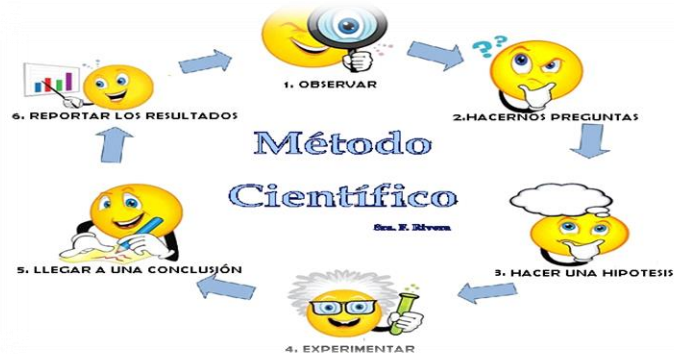 Método
Científico
Sra. F. Rivera
1. OBSERVAR
2.HACERNOS PREGUNTAS
3. HACER UNA HIPOTESIS
4. EXPERIMENTAR
5. LLEGAR A UNA CONCLUSIÓN
6. REPORTAR LOS RESULTADOS